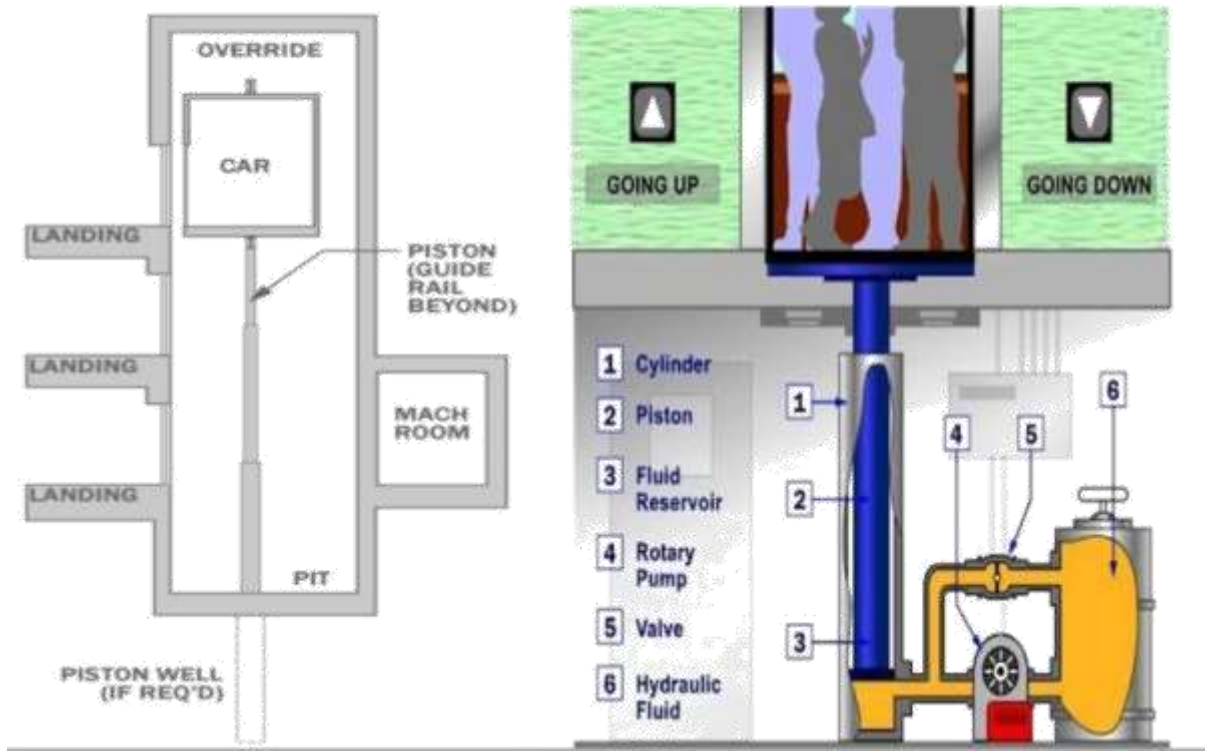 OVERRIDE
CAR
LANDING
PISTON
(GUIDE
RAIL
BEYOND)
LANDING
MACH
ROOM
LANDING
PIT
PISTON WELL
(IF REQ'D)
GOING UP
GOING DOWN
1 Cylinder
2 Piston
3 Fluid
Reservoir
4 Rotary
Pump
5 Valve
6 Hydraulic
Fluid
1
2
3
4
5
6